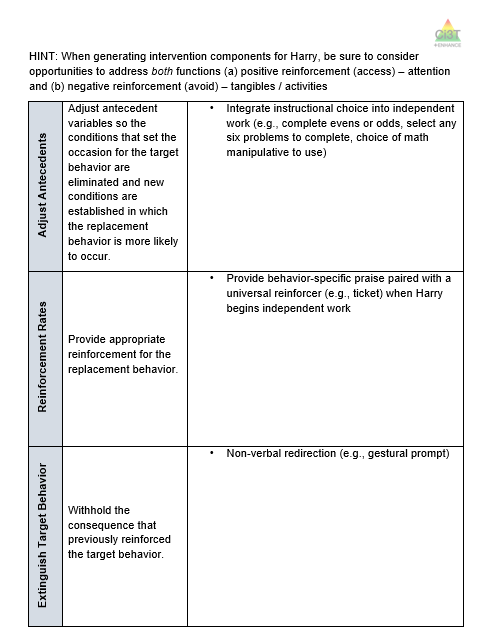 Ci3T
ENHANCE
HINT: When generating intervention components for Harry, be sure to consider
opportunities to address both functions (a) positive reinforcement (access) – attention
and (b) negative reinforcement (avoid) – tangibles / activities
Adjust Antecedents
Adjust antecedent
variables so the
conditions that set the
occasion for the target
behavior are
eliminated and new
conditions are
established in which
the replacement
behavior is more likely
to occur.
• Integrate instructional choice into independent
work (e.g., complete evens or odds, select any
six problems to complete, choice of math
manipulative to use)
Reinforcement Rates
Provide appropriate
reinforcement for the
replacement behavior.
• Provide behavior-specific praise paired with a
universal reinforcer (e.g., ticket) when Harry
begins independent work
Extinguish Target Behavior
Withhold the
consequence that
previously reinforced
the target behavior.
• Non-verbal redirection (e.g., gestural prompt)